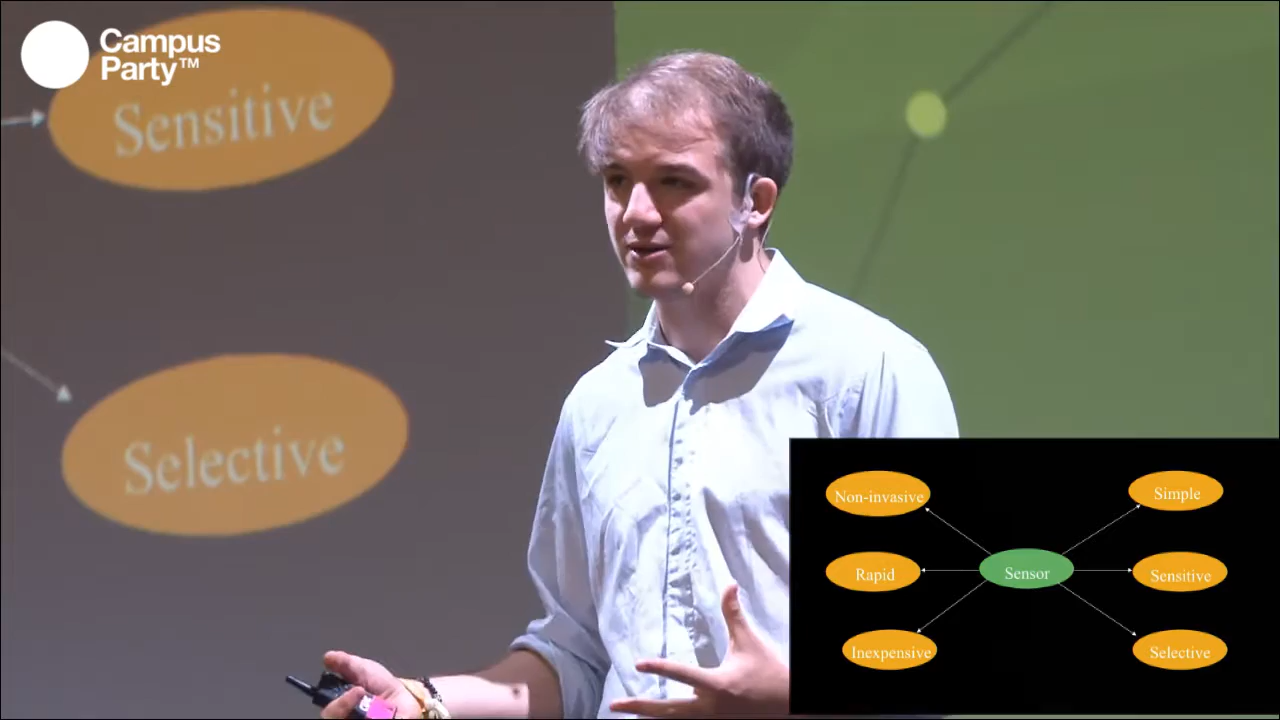 Campus
Party™
Sensitive
Selective
Non-invasive
Simple
Rapid
Sensor
Sensitive
Inexpensive
Selective